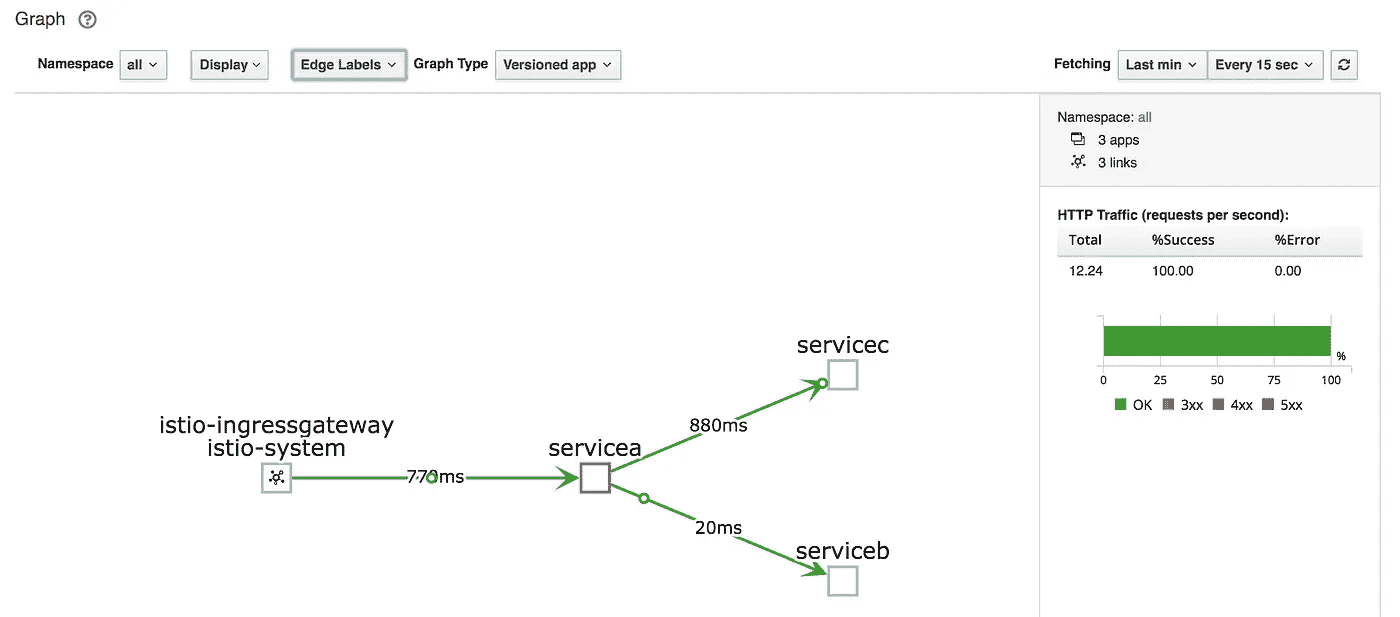 Graph
Namespace all Display Edge Labels Graph Type Versioned app Fetching Last min Every 15 sec
Namespace: all
3 apps
3 links
HTTP Traffic (requests per second):
Total %Success %Error
12.24 100.00 0.00
%
0 25 50 75 100
OK 3xx 4xx 5xx
servicec
880ms
istio-ingressgateway
istio-system
servicea
20ms
serviceb